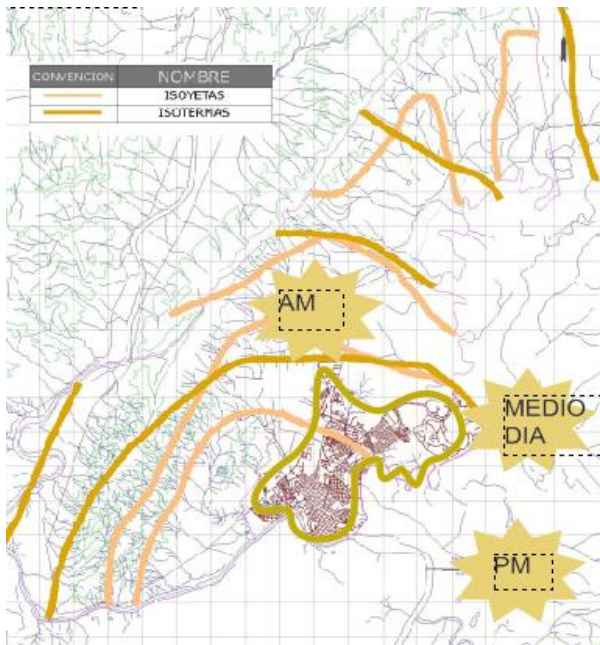 CONVENCION NOMBRE
ISOYETAS
ISOTERMAS
AM
MEDIO
DIA
PM